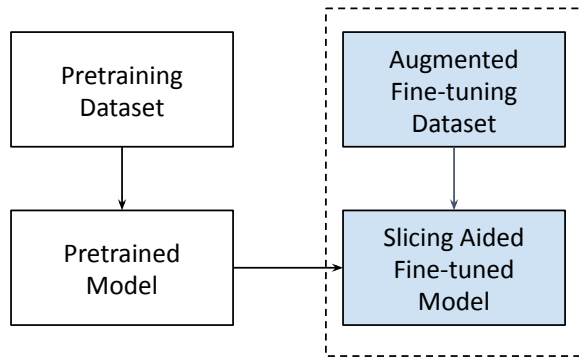 Pretraining
Dataset
Augmented
Fine-tuning
Dataset
Pretrained
Model
Slicing Aided
Fine-tuned
Model